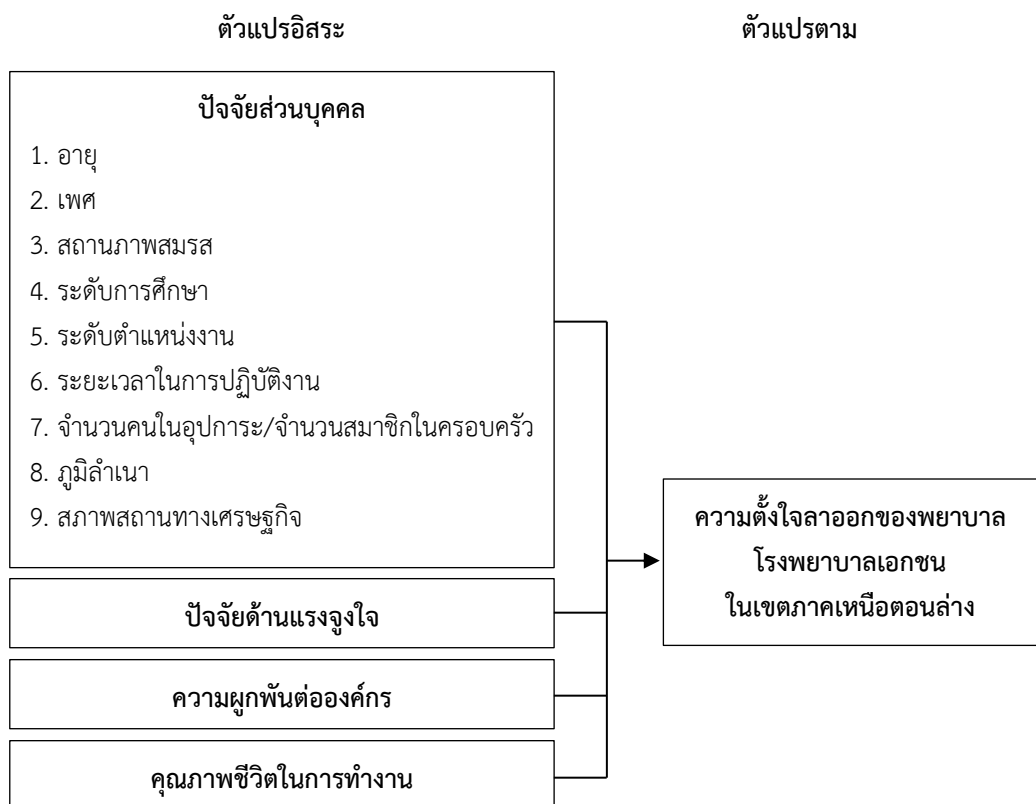 ตัวแปรอิสระ
ตัวแปรตาม
ปัจจัยส่วนบุคคล
1. อายุ
2. เพศ
3. สถานภาพสมรส
4. ระดับการศึกษา
5. ระดับตำแหน่งงาน
6. ระยะเวลาในการปฏิบัติงาน
7. จำนวนคนในอุปการะ/จำนวนสมาชิกในครอบครัว
8. ภูมิลำเนา
9. สภาพสถานทางเศรษฐกิจ
ปัจจัยด้านแรงจูงใจ
ความผูกพันต่อองค์กร
คุณภาพชีวิตในการทำงาน
ความตั้งใจลาออกของพยาบาล
โรงพยาบาลเอกชน
ในเขตภาคเหนือตอนล่าง